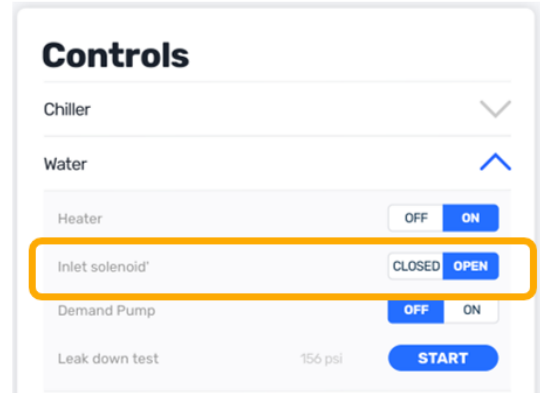 Controls
Chiller
Water
Heater OFF ON
Inlet solenoid' CLOSED OPEN
Demand Pump OFF ON
Leak down test 156 psi START